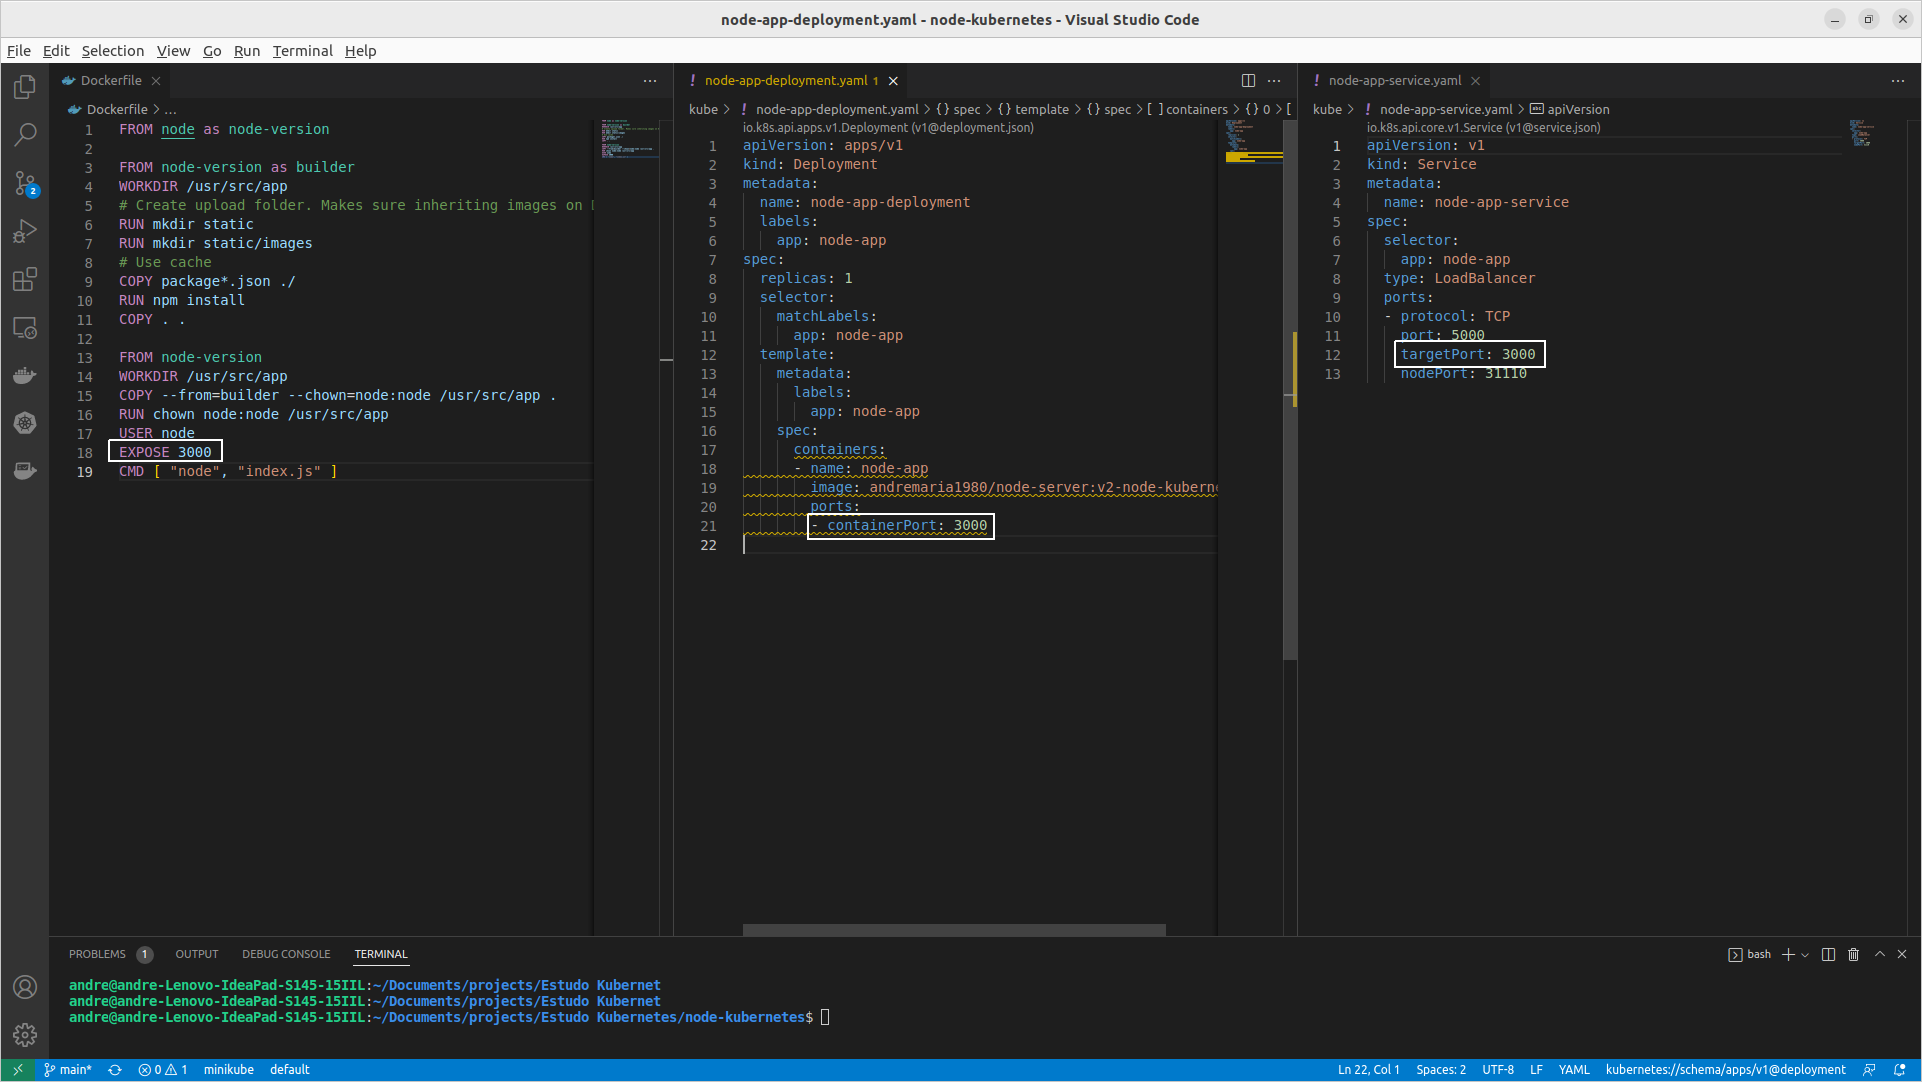 node-app-deployment.yaml - node-kubernetes - Visual Studio Code
File Edit Selection View Go Run Terminal Help
Dockerfile
Dockerfile > ...
1 FROM node as node-version
2
3 FROM node-version as builder
4 WORKDIR /usr/src/app
5 # Create upload folder. Makes sure inheriting images on
6 RUN mkdir static
7 RUN mkdir static/images
8 # Use cache
9 COPY package*.json ./
10 RUN npm install
11 COPY . .
12
13 FROM node-version
14 WORKDIR /usr/src/app
15 COPY --from=builder --chown=node:node /usr/src/app .
16 RUN chown node:node /usr/src/app
17 USER node
18 EXPOSE 3000
19 CMD [ "node", "index.js" ]
! node-app-deployment.yaml 1
kube > ! node-app-deployment.yaml > {} spec > {} template > {} spec > [ ] containers > {} 0 > [
io.k8s.api.apps.v1.Deployment (v1@deployment.json)
1 apiVersion: apps/v1
2 kind: Deployment
3 metadata:
4 name: node-app-deployment
5 labels:
6 app: node-app
7 spec:
8 replicas: 1
9 selector:
10 matchLabels:
11 app: node-app
12 template:
13 metadata:
14 labels:
15 app: node-app
16 spec:
17 containers:
18 - name: node-app
19 image: andremaria1980/node-server:v2-node-kuberne
20 ports:
21 - containerPort: 3000
22
! node-app-service.yaml
kube > ! node-app-service.yaml > apiVersion
io.k8s.api.core.v1.Service (v1@service.json)
1 apiVersion: v1
2 kind: Service
3 metadata:
4 name: node-app-service
5 spec:
6 selector:
7 app: node-app
8 type: LoadBalancer
9 ports:
10 - protocol: TCP
11 port: 5000
12 targetPort: 3000
13 nodePort: 31110
2
PROBLEMS 1 OUTPUT DEBUG CONSOLE TERMINAL
bash
andre@andre-Lenovo-IdeaPad-S145-15IIL:~/Documents/projects/Estudo Kubernet
andre@andre-Lenovo-IdeaPad-S145-15IIL:~/Documents/projects/Estudo Kubernet
andre@andre-Lenovo-IdeaPad-S145-15IIL:~/Documents/projects/Estudo Kubernetes/node-kubernetes$
main* 0 1 minikube default
Ln 22, Col 1 Spaces: 2 UTF-8 LF YAML kubernetes://schema/apps/v1@deployment